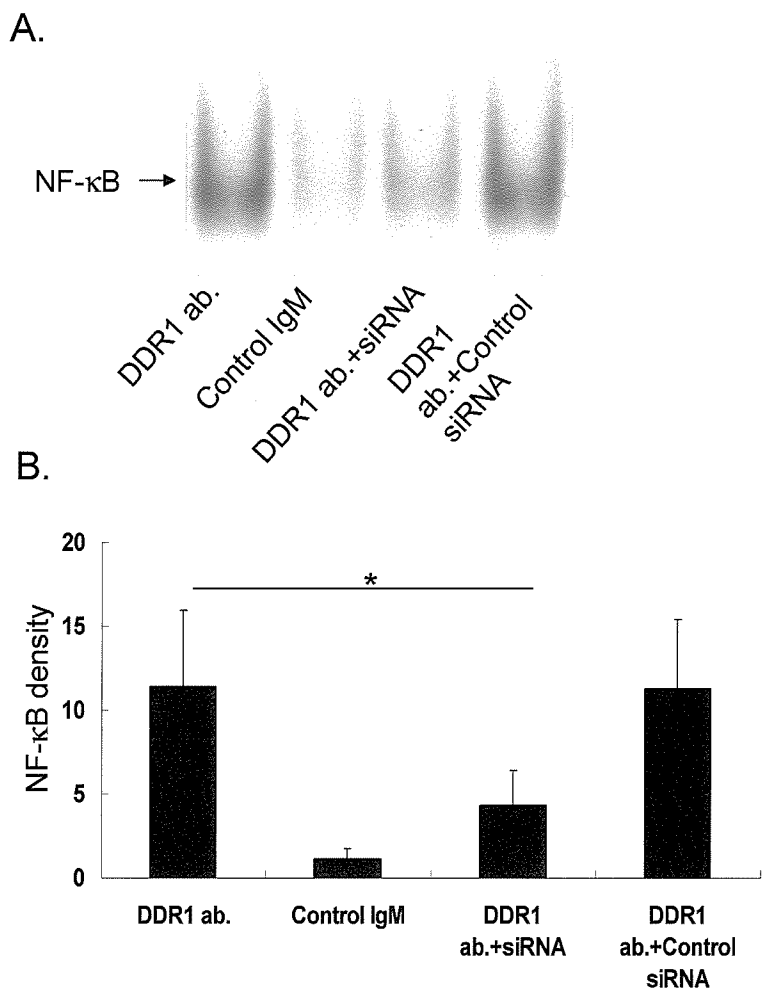 A.
NF-κB
DDR1 ab.
Control IgM
DDR1 ab.+siRNA
DDR1
ab.+Control
siRNA
B.
NF-κB density
20
15
10
5
0
*
DDR1 ab.
Control IgM
DDR1
ab.+siRNA
DDR1
ab.+Control
siRNA